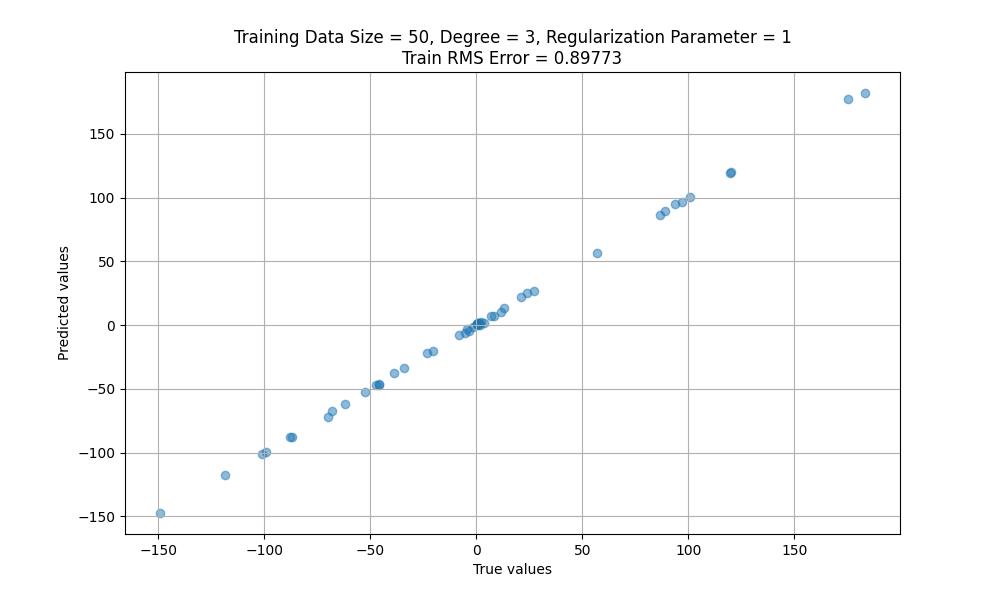 Training Data Size = 50, Degree = 3, Regularization Parameter = 1
Train RMS Error = 0.89773
Predicted values
150
100
50
0
−50
−100
−150
−150 −100 −50 0 50 100 150
True values